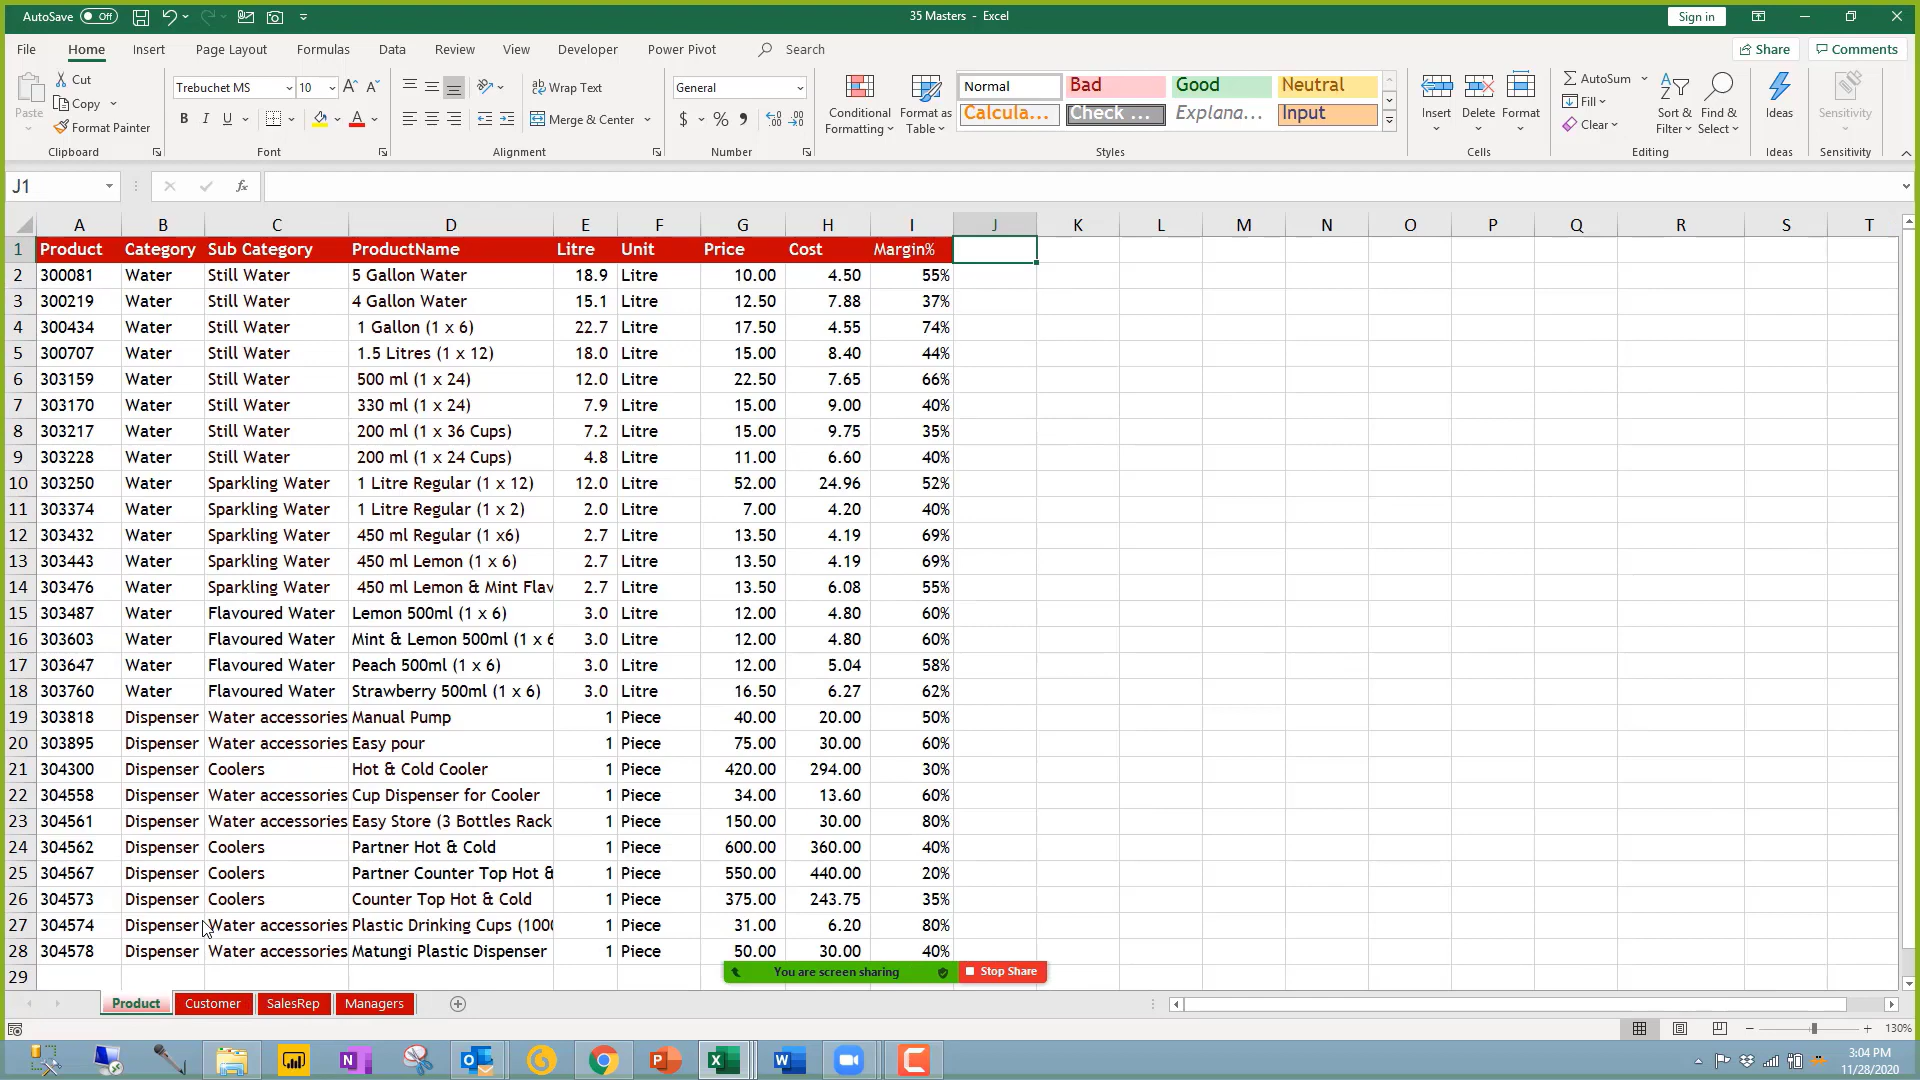 AutoSave Off 35 Masters - Excel Sign in
File Home Insert Page Layout Formulas Data Review View Developer Power Pivot Search Share Comments
Paste Cut Copy Format Painter Clipboard
Trebuchet MS 10 B I U A Font
Wrap Text Merge & Center Alignment
General $ % Number
Conditional Formatting Format as Table Normal Bad Good Neutral Calcula... Check ... Explana... Input Styles
Insert Delete Format Cells
AutoSum Fill Clear Sort & Filter Find & Select Editing
Ideas Ideas
Sensitivity Sensitivity
J1 fx
A B C D E F G H I J K L M N O P Q R S T
1 Product Category Sub Category ProductName Litre Unit Price Cost Margin%
2 300081 Water Still Water 5 Gallon Water 18.9 Litre 10.00 4.50 55%
3 300219 Water Still Water 4 Gallon Water 15.1 Litre 12.50 7.88 37%
4 300434 Water Still Water 1 Gallon (1 x 6) 22.7 Litre 17.50 4.55 74%
5 300707 Water Still Water 1.5 Litres (1 x 12) 18.0 Litre 15.00 8.40 44%
6 303159 Water Still Water 500 ml (1 x 24) 12.0 Litre 22.50 7.65 66%
7 303170 Water Still Water 330 ml (1 x 24) 7.9 Litre 15.00 9.00 40%
8 303217 Water Still Water 200 ml (1 x 36 Cups) 7.2 Litre 15.00 9.75 35%
9 303228 Water Still Water 200 ml (1 x 24 Cups) 4.8 Litre 11.00 6.60 40%
10 303250 Water Sparkling Water 1 Litre Regular (1 x 12) 12.0 Litre 52.00 24.96 52%
11 303374 Water Sparkling Water 1 Litre Regular (1 x 2) 2.0 Litre 7.00 4.20 40%
12 303432 Water Sparkling Water 450 ml Regular (1 x6) 2.7 Litre 13.50 4.19 69%
13 303443 Water Sparkling Water 450 ml Lemon (1 x 6) 2.7 Litre 13.50 4.19 69%
14 303476 Water Sparkling Water 450 ml Lemon & Mint Flav 2.7 Litre 13.50 6.08 55%
15 303487 Water Flavoured Water Lemon 500ml (1 x 6) 3.0 Litre 12.00 4.80 60%
16 303603 Water Flavoured Water Mint & Lemon 500ml (1 x 6 3.0 Litre 12.00 4.80 60%
17 303647 Water Flavoured Water Peach 500ml (1 x 6) 3.0 Litre 12.00 5.04 58%
18 303760 Water Flavoured Water Strawberry 500ml (1 x 6) 3.0 Litre 16.50 6.27 62%
19 303818 Dispenser Water accessories Manual Pump 1 Piece 40.00 20.00 50%
20 303895 Dispenser Water accessories Easy pour 1 Piece 75.00 30.00 60%
21 304300 Dispenser Coolers Hot & Cold Cooler 1 Piece 420.00 294.00 30%
22 304558 Dispenser Water accessories Cup Dispenser for Cooler 1 Piece 34.00 13.60 60%
23 304561 Dispenser Water accessories Easy Store (3 Bottles Rack 1 Piece 150.00 30.00 80%
24 304562 Dispenser Coolers Partner Hot & Cold 1 Piece 600.00 360.00 40%
25 304567 Dispenser Coolers Partner Counter Top Hot & 1 Piece 550.00 440.00 20%
26 304573 Dispenser Coolers Counter Top Hot & Cold 1 Piece 375.00 243.75 35%
27 304574 Dispenser Water accessories Plastic Drinking Cups (1000 1 Piece 31.00 6.20 80%
28 304578 Dispenser Water accessories Matungi Plastic Dispenser 1 Piece 50.00 30.00 40%
29
You are screen sharing Stop Share
Product Customer SalesRep Managers
130%
3:04 PM
11/28/2020